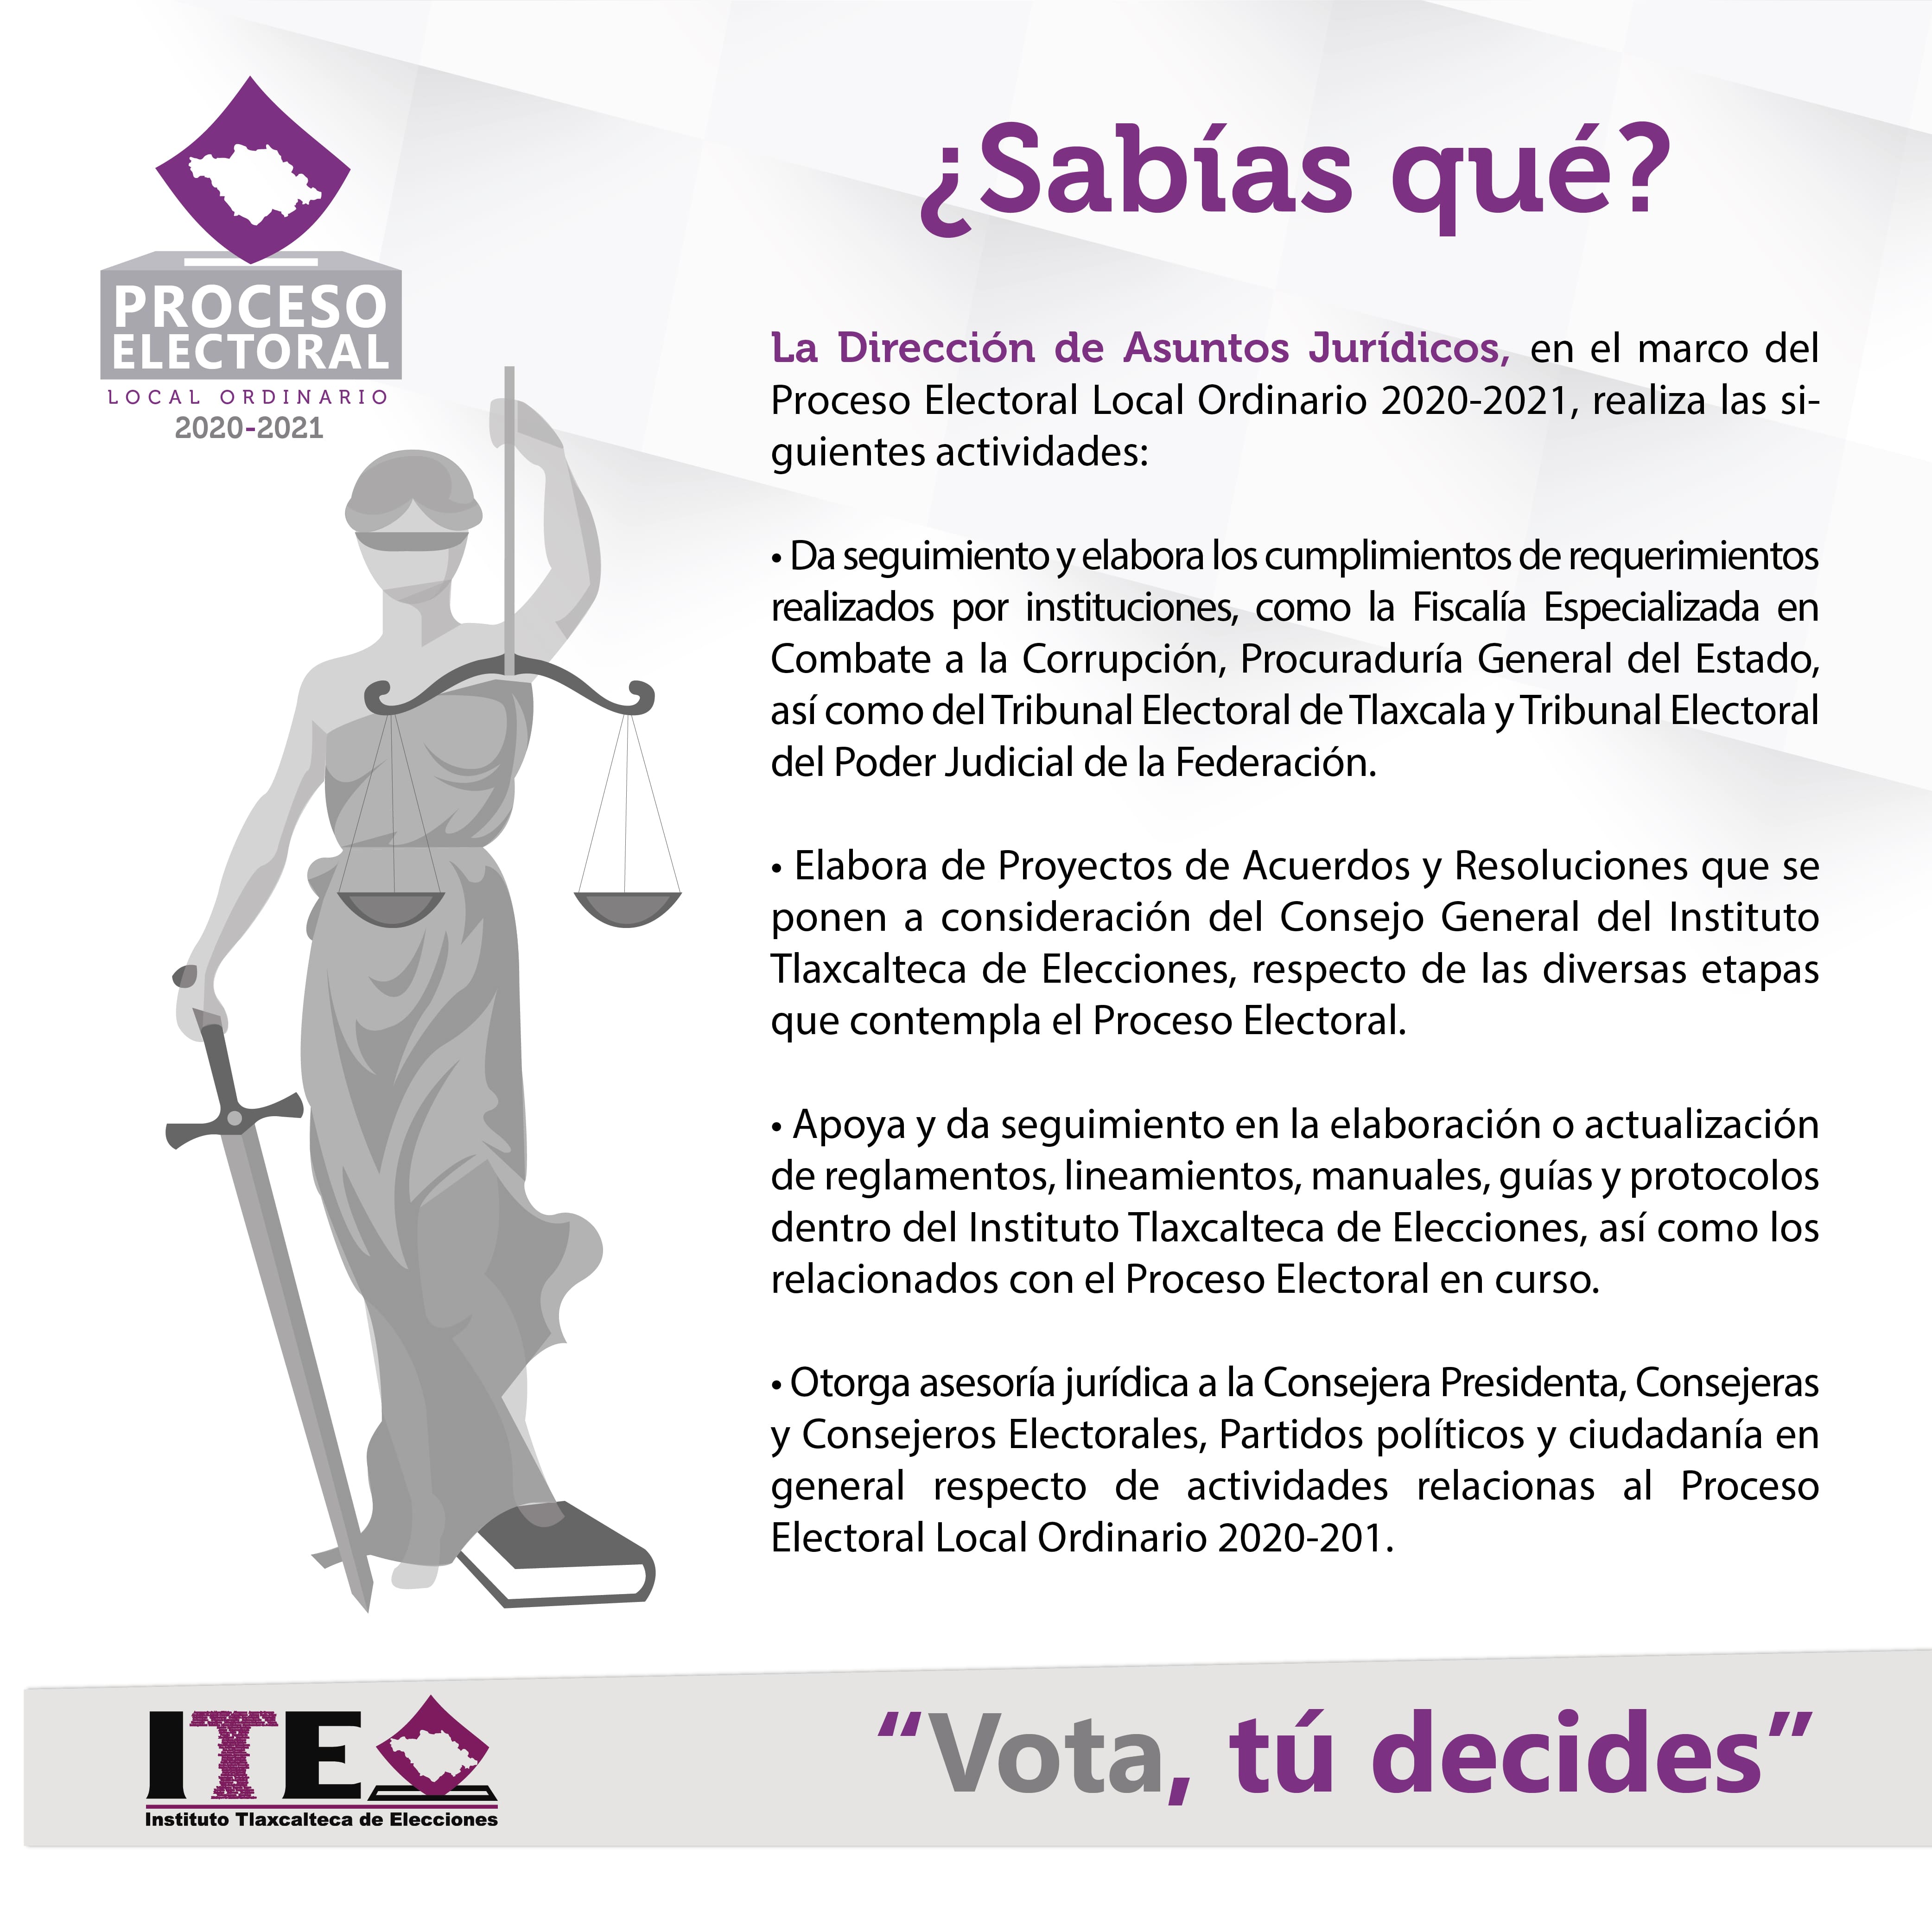 PROCESO
ELECTORAL
LOCAL ORDINARIO
2020-2021
¿Sabías qué?
La Dirección de Asuntos Jurídicos, en el marco del
Proceso Electoral Local Ordinario 2020-2021, realiza las si-
guientes actividades:
• Da seguimiento y elabora los cumplimientos de requerimientos
realizados por instituciones, como la Fiscalía Especializada en
Combate a la Corrupción, Procuraduría General del Estado,
así como del Tribunal Electoral de Tlaxcala y Tribunal Electoral
del Poder Judicial de la Federación.
• Elabora de Proyectos de Acuerdos y Resoluciones que se
ponen a consideración del Consejo General del Instituto
Tlaxcalteca de Elecciones, respecto de las diversas etapas
que contempla el Proceso Electoral.
• Apoya y da seguimiento en la elaboración o actualización
de reglamentos, lineamientos, manuales, guías y protocolos
dentro del Instituto Tlaxcalteca de Elecciones, así como los
relacionados con el Proceso Electoral en curso.
• Otorga asesoría jurídica a la Consejera Presidenta, Consejeras
y Consejeros Electorales, Partidos políticos y ciudadanía en
general respecto de actividades relacionas al Proceso
Electoral Local Ordinario 2020-201.
ITE
Instituto Tlaxcalteca de Elecciones
“Vota, tú decides”